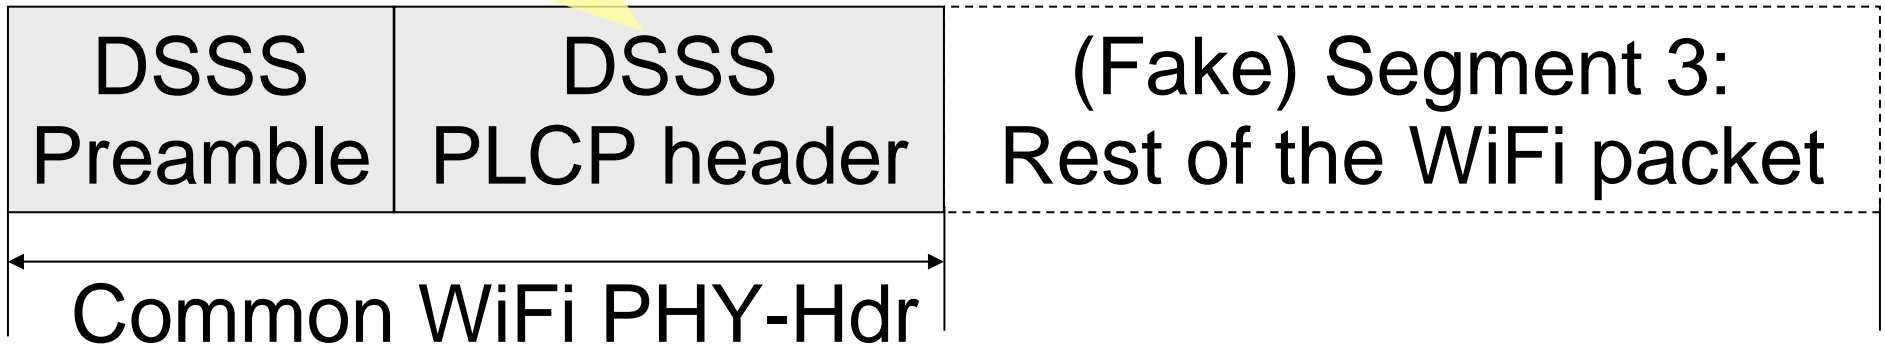 DSSS
Preamble
DSSS
PLCP header
(Fake) Segment 3:
Rest of the WiFi packet
Common WiFi PHY-Hdr